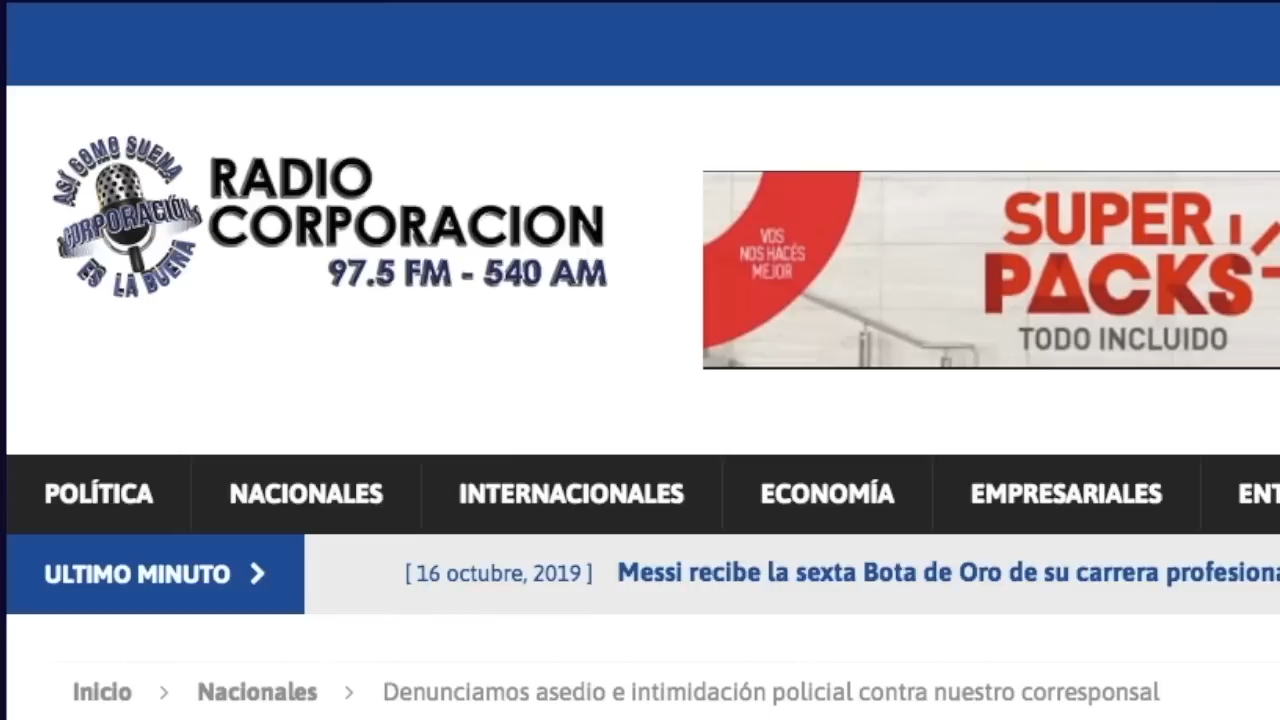 ASÍ COMO SUENA
CORPORACIÓN
ES LA BUENA
RADIO
CORPORACION
97.5 FM - 540 AM
VOS
NOS HACÉS
MEJOR
SUPER
PACKS
TODO INCLUIDO
POLÍTICA NACIONALES INTERNACIONALES ECONOMÍA EMPRESARIALES ENT
ULTIMO MINUTO > [ 16 octubre, 2019 ] Messi recibe la sexta Bota de Oro de su carrera profesiona
Inicio > Nacionales > Denunciamos asedio e intimidación policial contra nuestro corresponsal